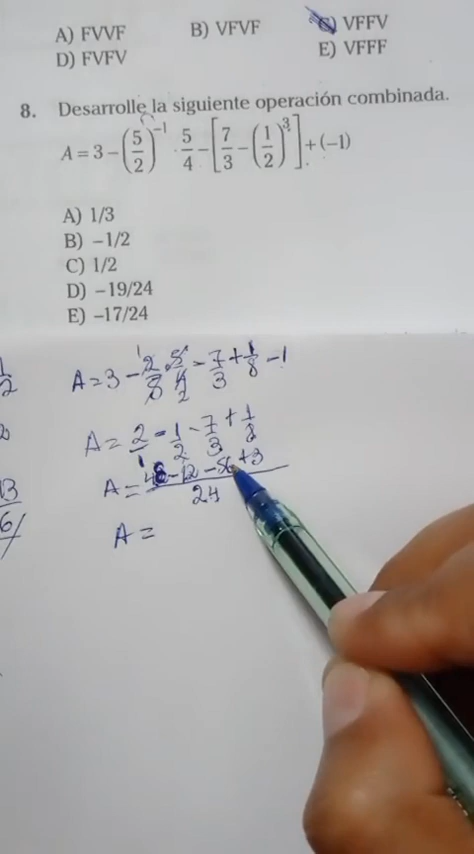 A) FVVF B) VFVF C) VFFV
D) FVFV E) VFFF
8. Desarrolle la siguiente operación combinada.
A = 3 − (5/2)^−1 · 5/4 − [7/3 − (1/2)^3] + (−1)
A) 1/3
B) −1/2
C) 1/2
D) −19/24
E) −17/24
A = 3 − 2/5 · 5/4 − 7/3 + 1/8 − 1
A = 2/1 − 1/2 − 7/3 + 1/8
A = 48 − 12 − 56 + 3
24
A =